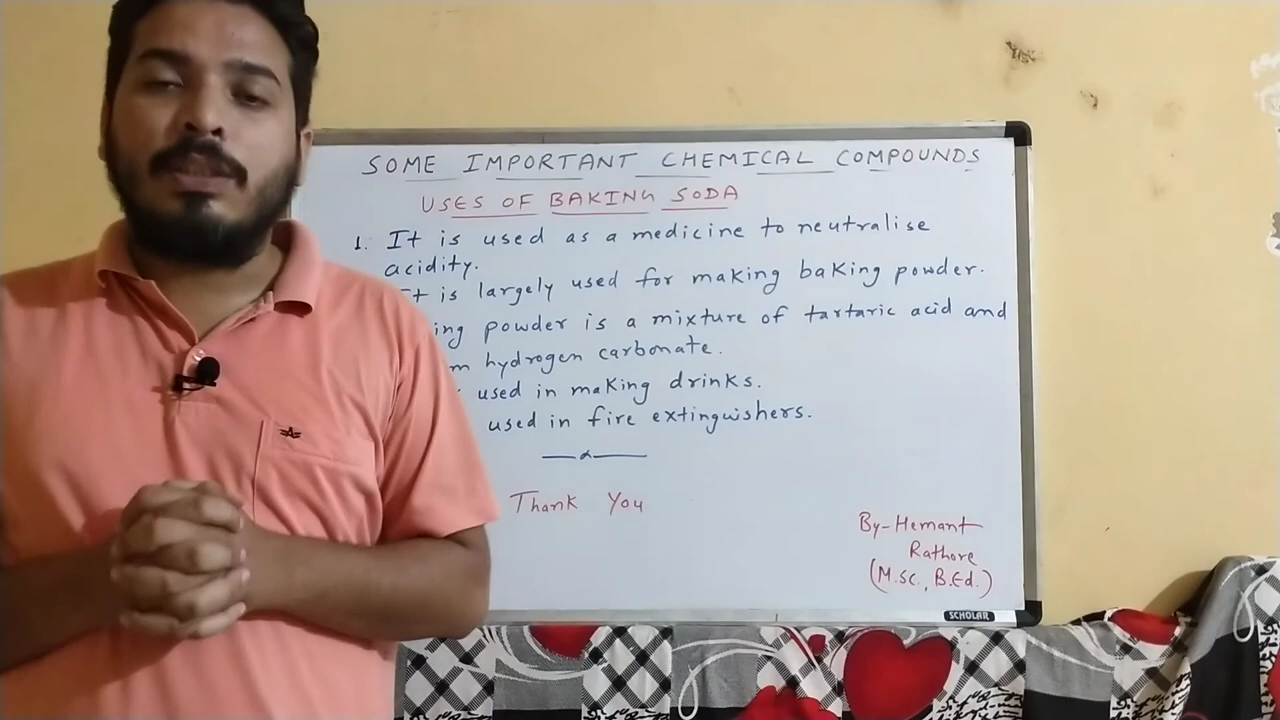 SOME IMPORTANT CHEMICAL COMPOUNDS
USES OF BAKING SODA
1. It is used as a medicine to neutralise
acidity.
It is largely used for making baking powder.
ing powder is a mixture of tartaric acid and
m hydrogen carbonate.
used in making drinks.
used in fire extinguishers.
Thank You
By-Hemant
Rathore
(M.Sc., B.Ed.)
SCHOLAR